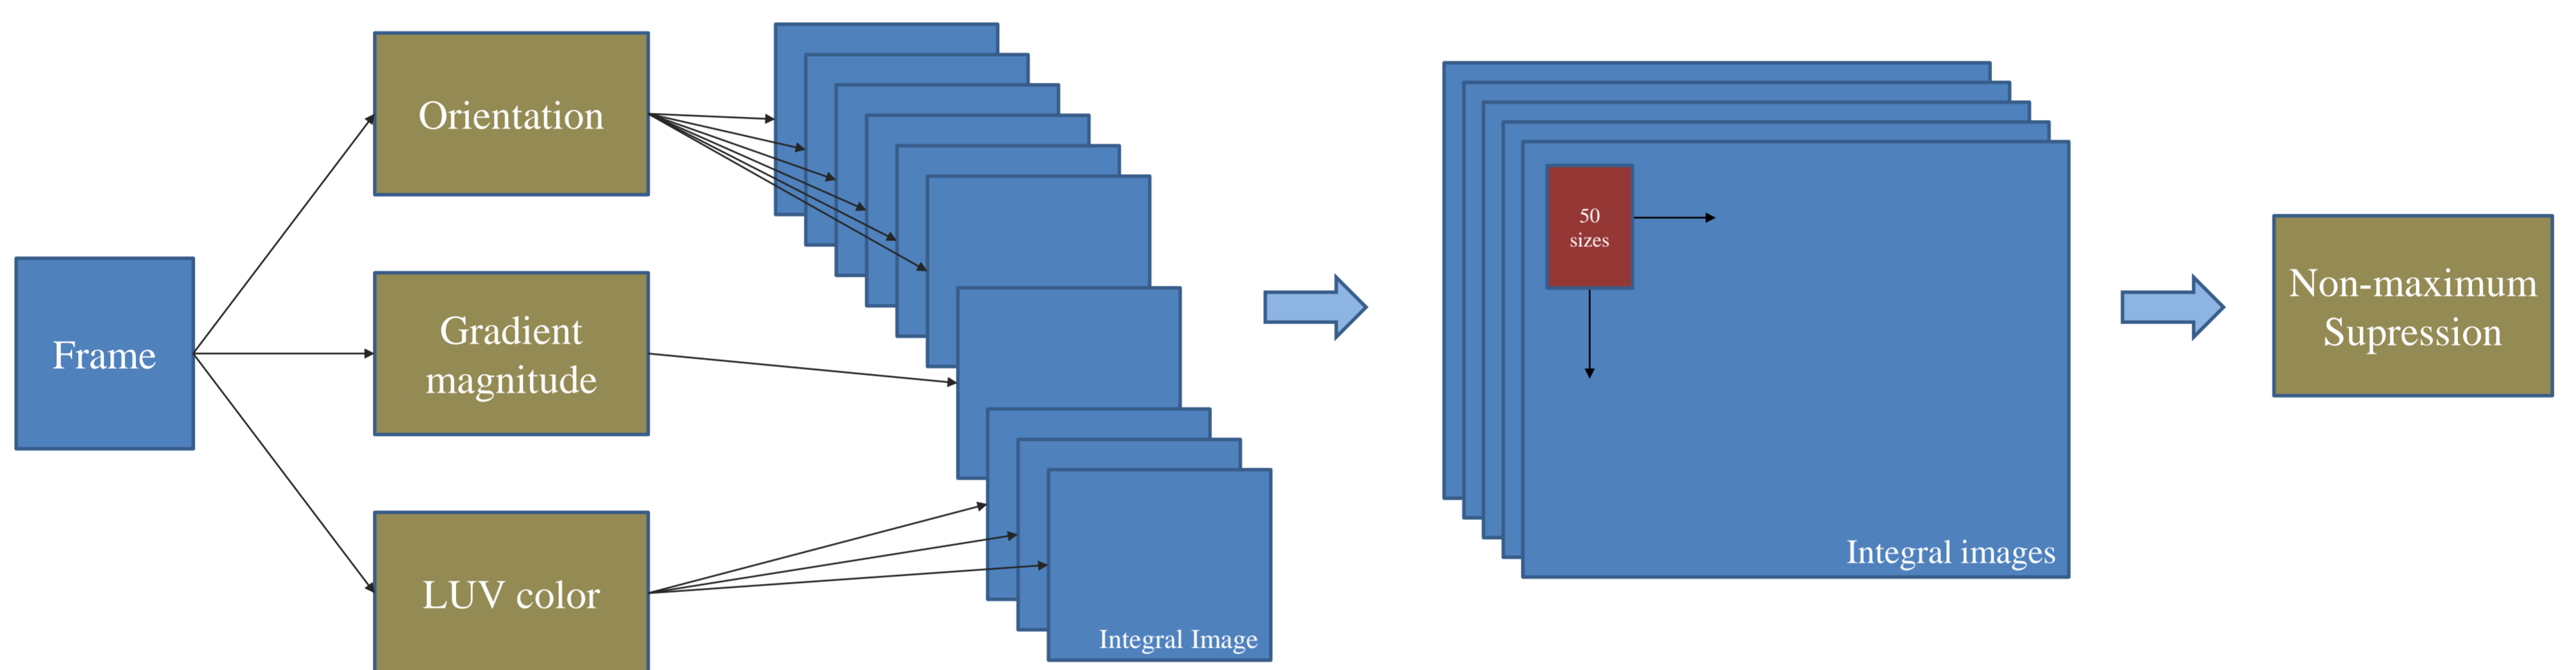 Frame
Orientation
Gradient
magnitude
LUV color
Integral Image
50
sizes
Integral images
Non-maximum
Supression